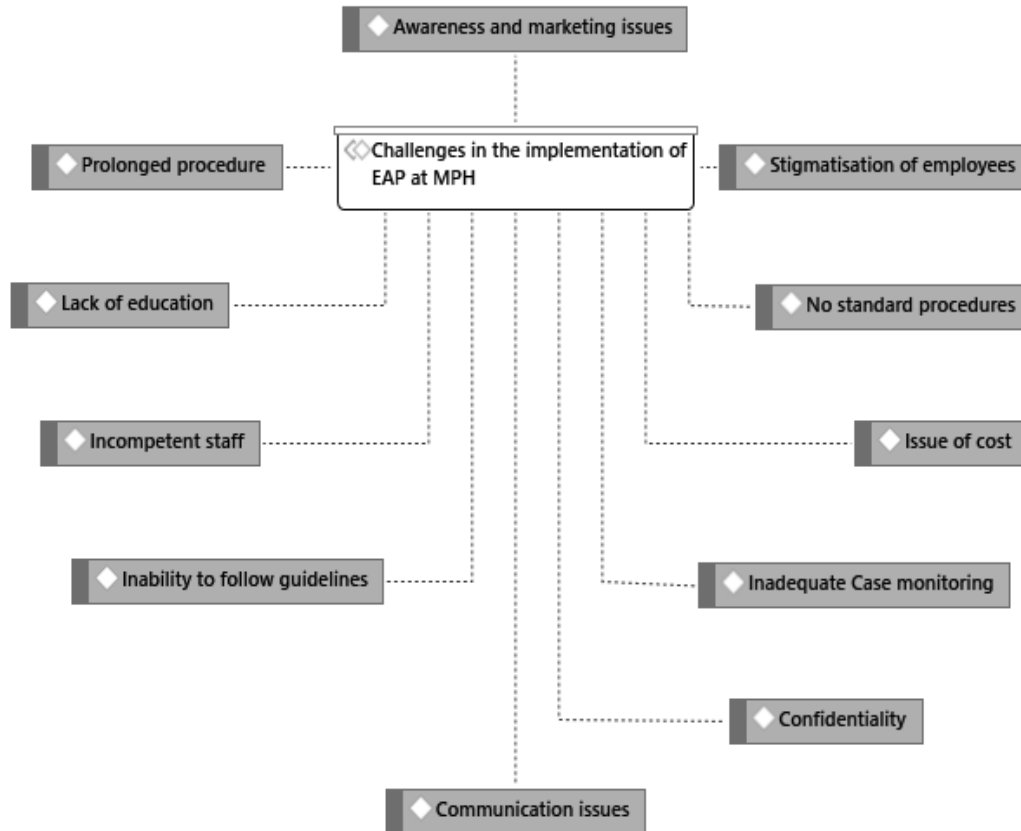 Awareness and marketing issues
Challenges in the implementation of
EAP at MPH
Prolonged procedure
Stigmatisation of employees
Lack of education
No standard procedures
Incompetent staff
Issue of cost
Inability to follow guidelines
Inadequate Case monitoring
Confidentiality
Communication issues